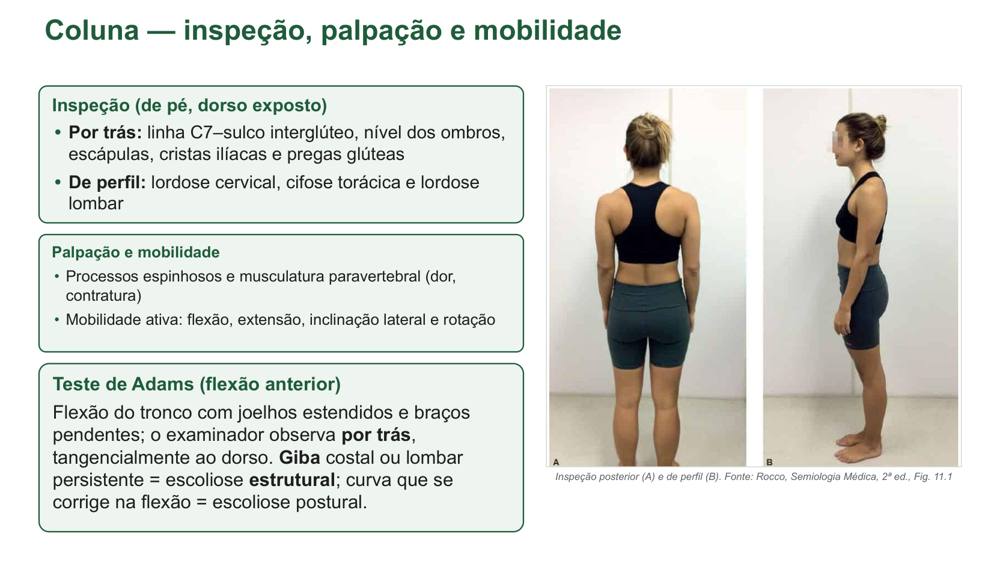 Coluna — inspeção, palpação e mobilidade
Inspeção (de pé, dorso exposto)
• Por trás: linha C7–sulco interglúteo, nível dos ombros,
escápulas, cristas ilíacas e pregas glúteas
• De perfil: lordose cervical, cifose torácica e lordose
lombar
Palpação e mobilidade
• Processos espinhosos e musculatura paravertebral (dor,
contratura)
• Mobilidade ativa: flexão, extensão, inclinação lateral e rotação
Teste de Adams (flexão anterior)
Flexão do tronco com joelhos estendidos e braços
pendentes; o examinador observa por trás,
tangencialmente ao dorso. Giba costal ou lombar
persistente = escoliose estrutural; curva que se
corrige na flexão = escoliose postural.
A
B
Inspeção posterior (A) e de perfil (B). Fonte: Rocco, Semiologia Médica, 2ª ed., Fig. 11.1